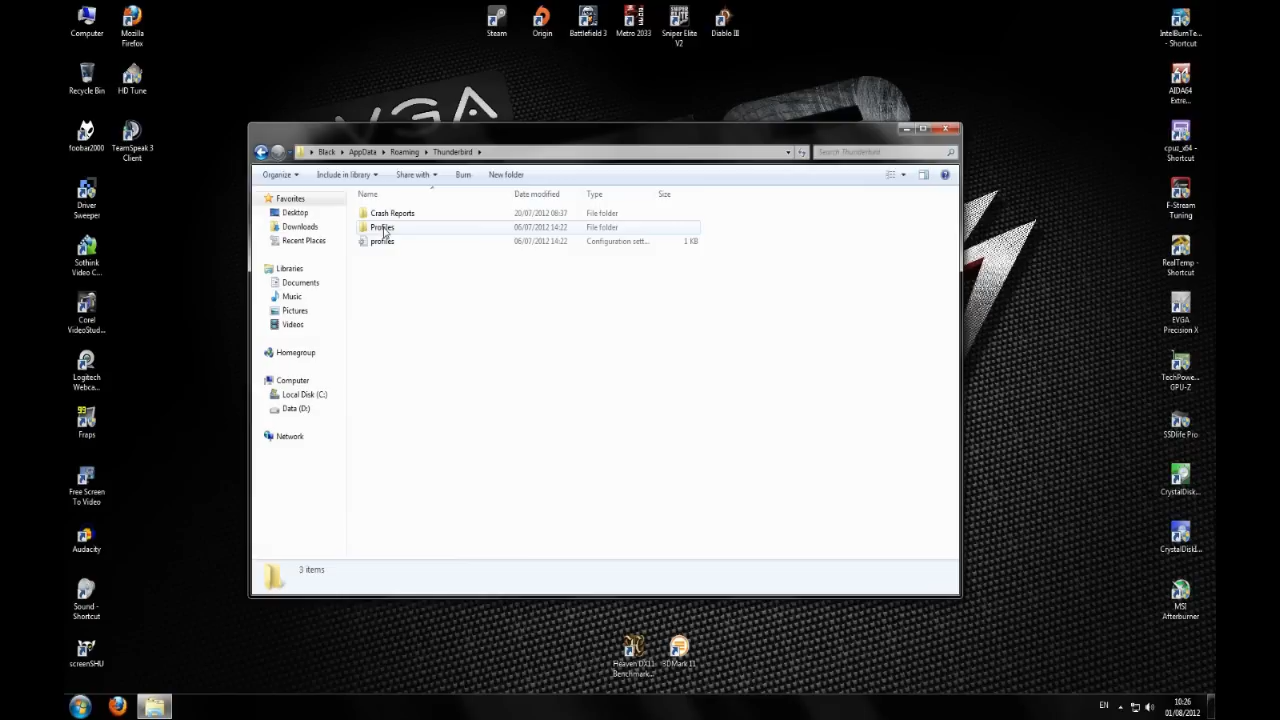 Computer
Mozilla
Firefox
Steam
Origin
Battlefield 3
Metro 2033
Sniper Elite
V2
Diablo III
IntelBurnTe...
- Shortcut
Recycle Bin
HD Tune
AIDA64
Extre...
foobar2000
TeamSpeak 3
Client
cpuz_x64 -
Shortcut
EVGA
Black
AppData
Roaming
Thunderbird
Search Thunderbird
Organize
Include in library
Share with
Burn
New folder
Name
Date modified
Type
Size
Favorites
Crash Reports
20/07/2012 08:37
File folder
Desktop
Profiles
06/07/2012 14:22
File folder
Downloads
profiles
06/07/2012 14:22
Configuration sett...
1 KB
Recent Places
Libraries
Documents
Music
Pictures
Videos
Homegroup
Computer
Local Disk (C:)
Data (D:)
Network
3 items
Driver
Sweeper
F-Stream
Tuning
Sothink
Video C...
RealTemp -
Shortcut
Corel
VideoStud...
EVGA
Precision X
Logitech
Webca...
TechPowe...
GPU-Z
99
Fraps
SSDlife Pro
Free Screen
To Video
CrystalDisk...
Audacity
CrystalDiskI...
Sound -
Shortcut
MSI
Afterburner
screenSHU
Heaven DX11
Benchmark...
3DMark 11
EN
10:26
01/08/2012